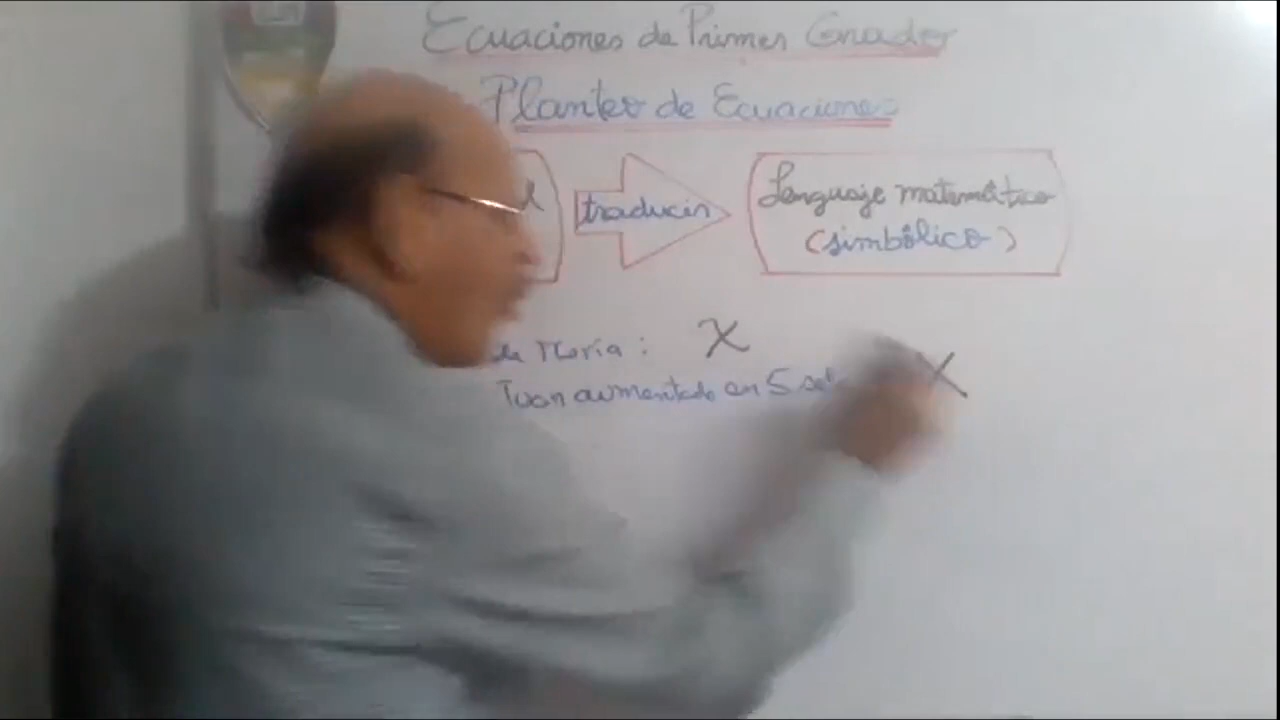 Ecuaciones de Primer Grado
Planteo de Ecuaciones
traducir
Lenguaje matemático
(simbólico)
de María: X
Juan aumentado en 5 X